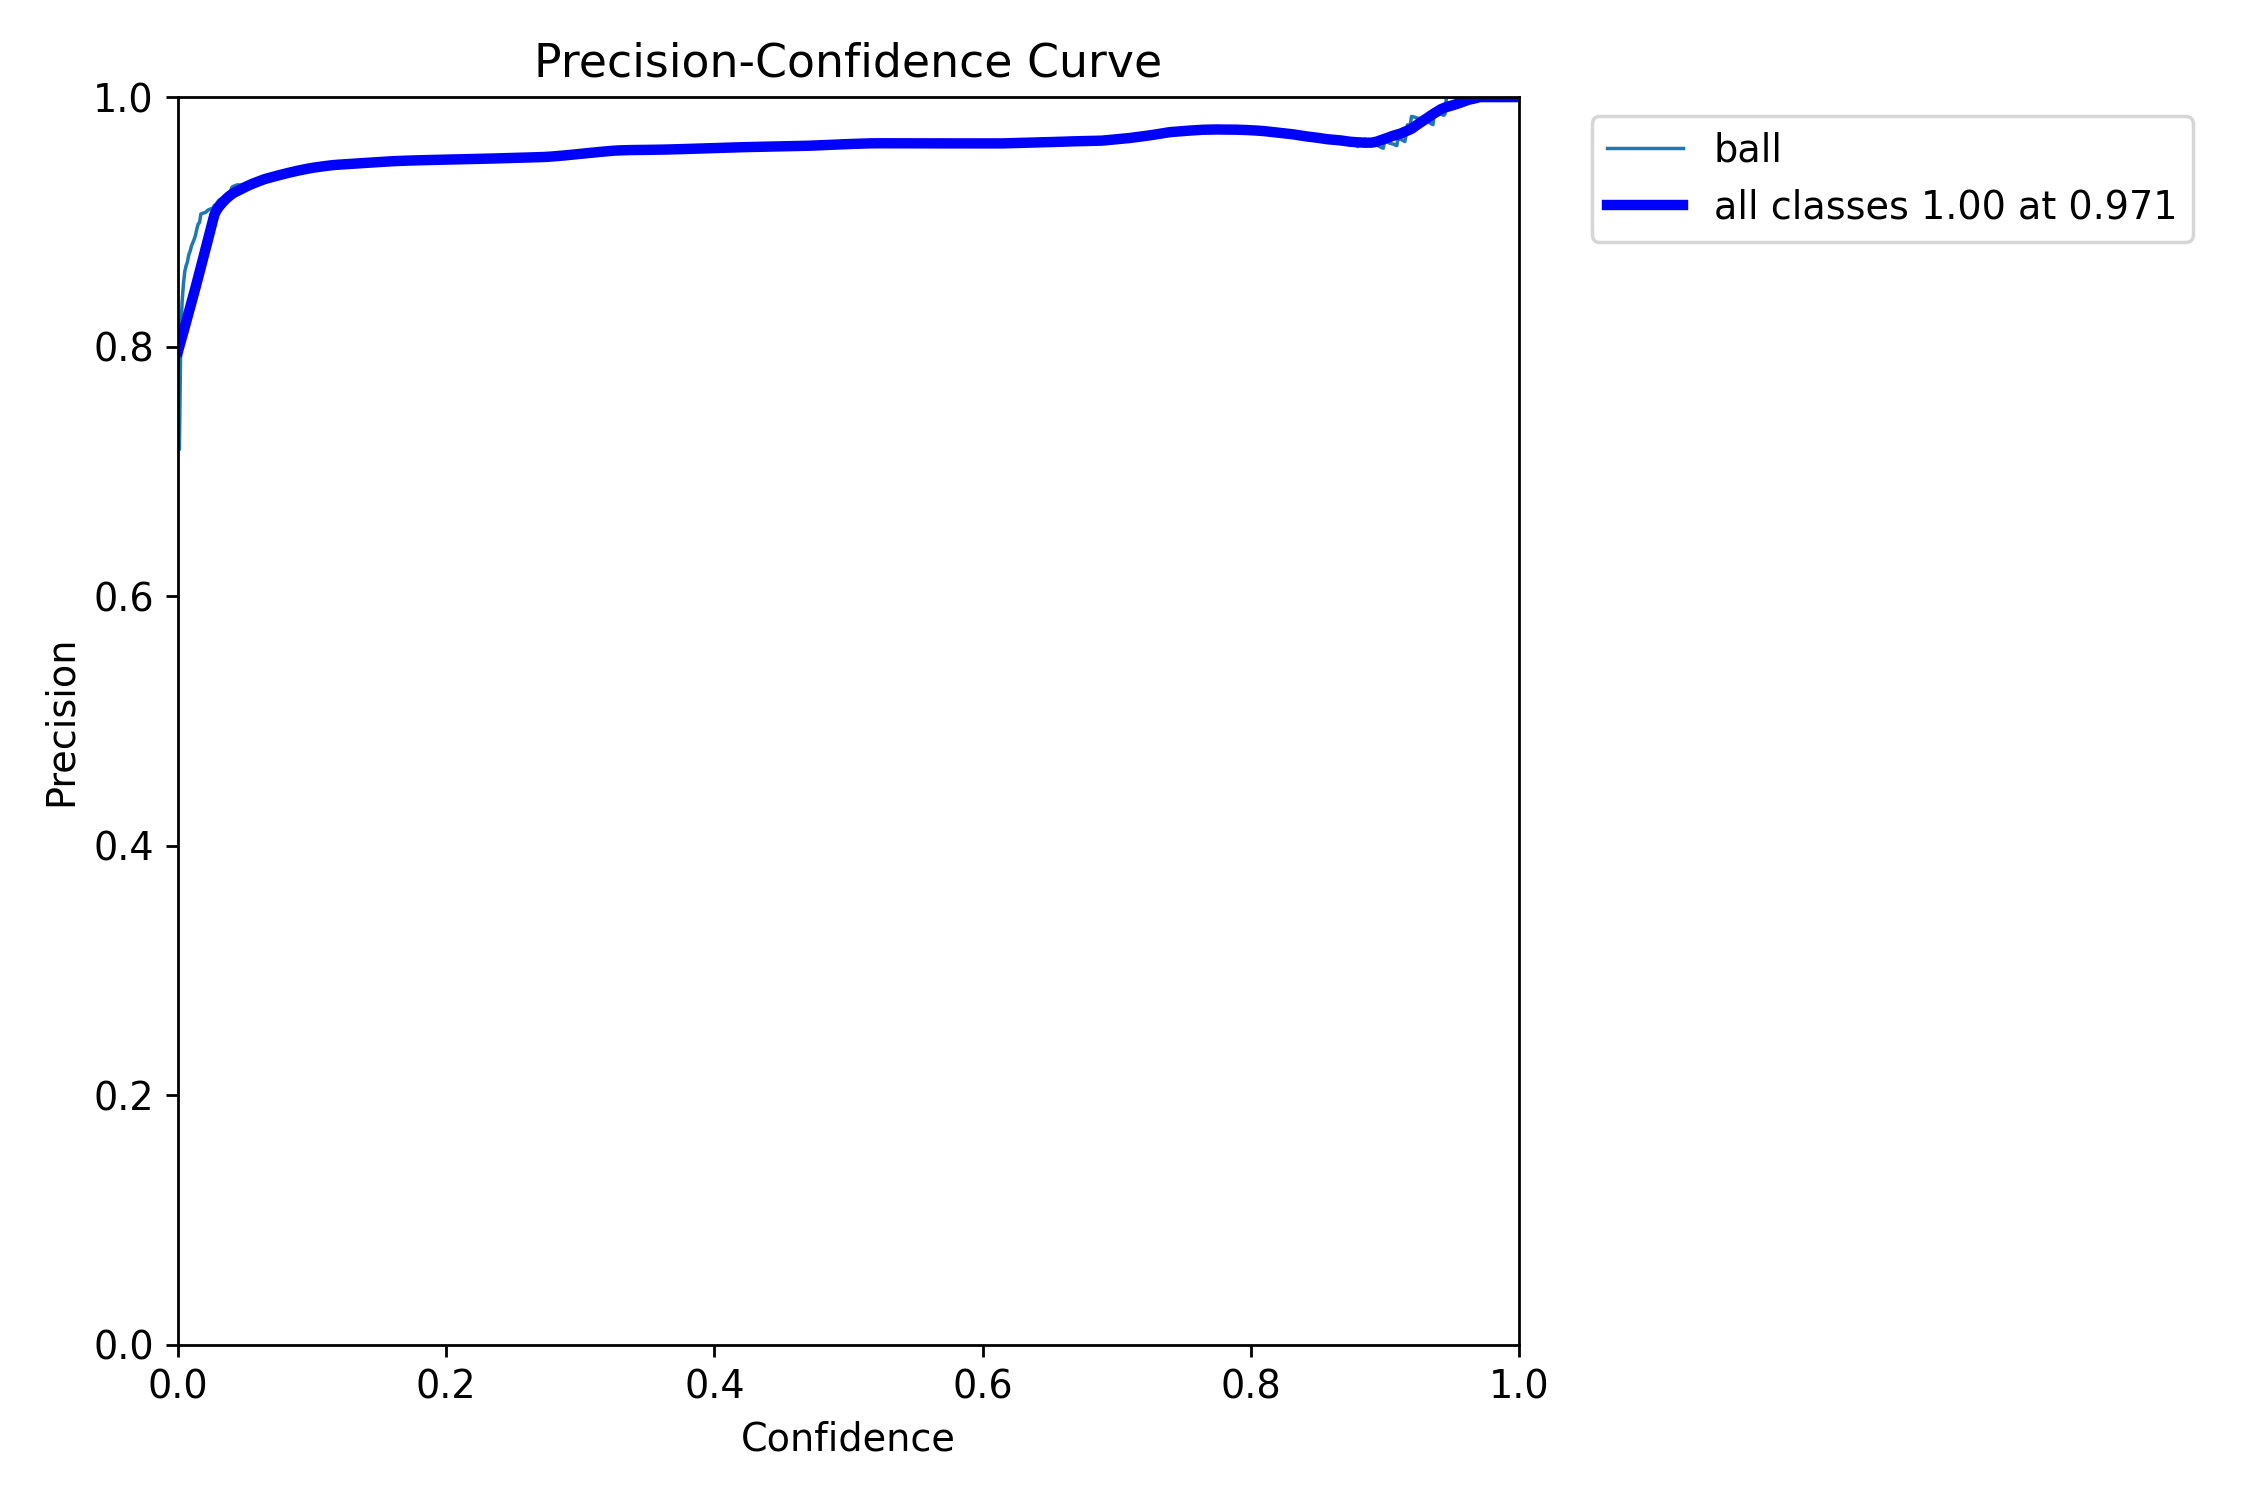 Precision-Confidence Curve
1.0
0.8
0.6
0.4
0.2
0.0
Precision
0.0 0.2 0.4 0.6 0.8 1.0
Confidence
ball
all classes 1.00 at 0.971